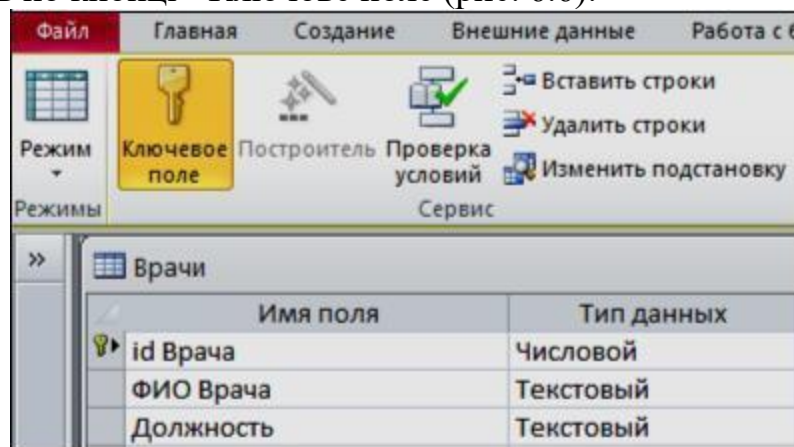 Файл Главная Создание Внешние данные Работа с б
Режим Ключевое поле Построитель Проверка условий Вставить строки
Удалить строки
Изменить подстановку
Режимы Сервис
» Врачи
Имя поля Тип данных
id Врача Числовой
ФИО Врача Текстовый
Должность Текстовый